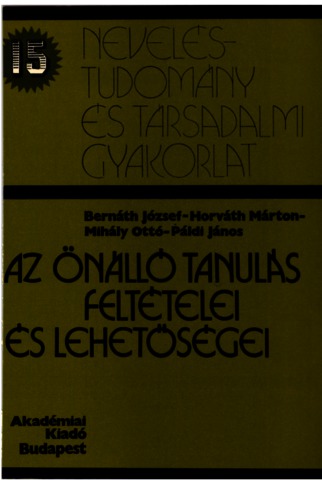 15
NEVELÉS-
TUDOMÁNY
ÉS TÁRSADALMI
GYAKORLAT
Bernáth József-Horváth Márton-
Mihály Ottó-Páldi János
AZ ÖNÁLLÓ TANULÁS
FELTÉTELEI
ÉS LEHETŐSÉGEI
Akadémiai
Kiadó
Budapest